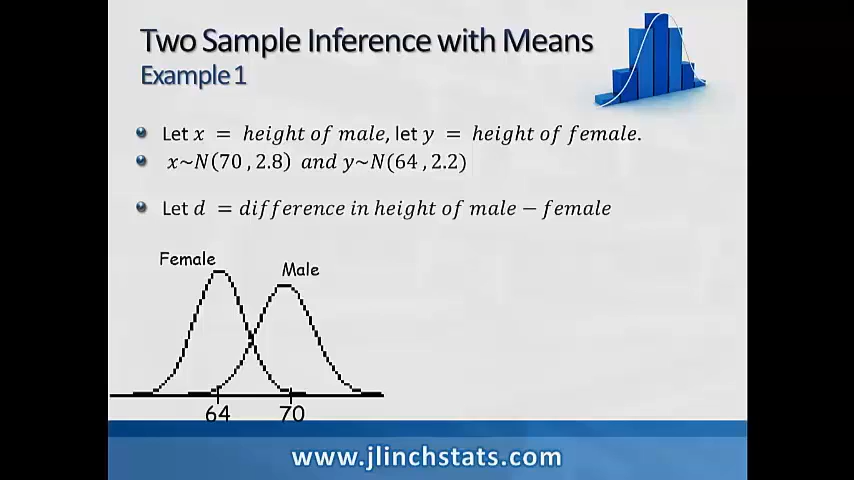 Two Sample Inference with Means
Example 1
Let x = height of male, let y = height of female.
x~N(70 , 2.8) and y~N(64 , 2.2)
Let d = difference in height of male − female
Female
Male
64 70
www.jlinchstats.com